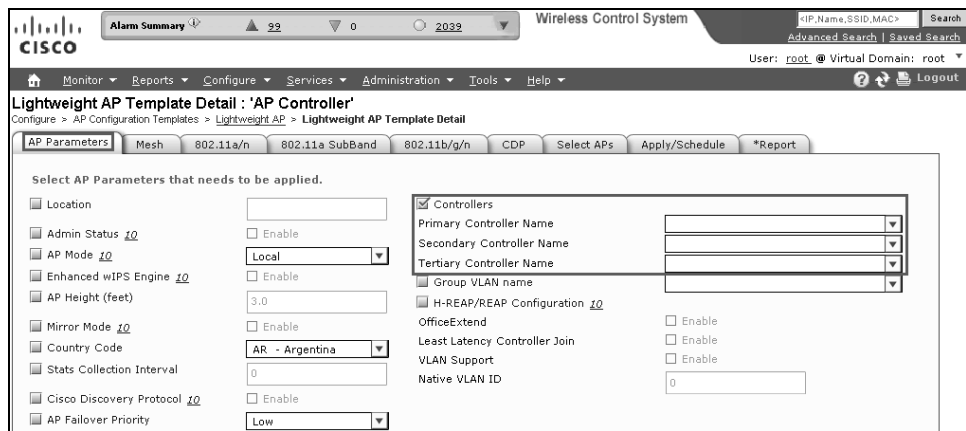 Alarm Summary 99 0 2039
Wireless Control System
<IP,Name,SSID,MAC> Search
Advanced Search | Saved Search
CISCO
User: root @ Virtual Domain: root
Monitor Reports Configure Services Administration Tools Help Logout
Lightweight AP Template Detail : 'AP Controller'
Configure > AP Configuration Templates > Lightweight AP > Lightweight AP Template Detail
AP Parameters Mesh 802.11a/n 802.11a SubBand 802.11b/g/n CDP Select APs Apply/Schedule *Report
Select AP Parameters that needs to be applied.
Location
Admin Status 10 Enable
AP Mode 10 Local
Enhanced wIPS Engine 10 Enable
AP Height (feet) 3.0
Mirror Mode 10 Enable
Country Code AR - Argentina
Stats Collection Interval 0
Cisco Discovery Protocol 10 Enable
AP Failover Priority Low
Controllers
Primary Controller Name
Secondary Controller Name
Tertiary Controller Name
Group VLAN name
H-REAP/REAP Configuration 10
OfficeExtend Enable
Least Latency Controller Join Enable
VLAN Support Enable
Native VLAN ID 0